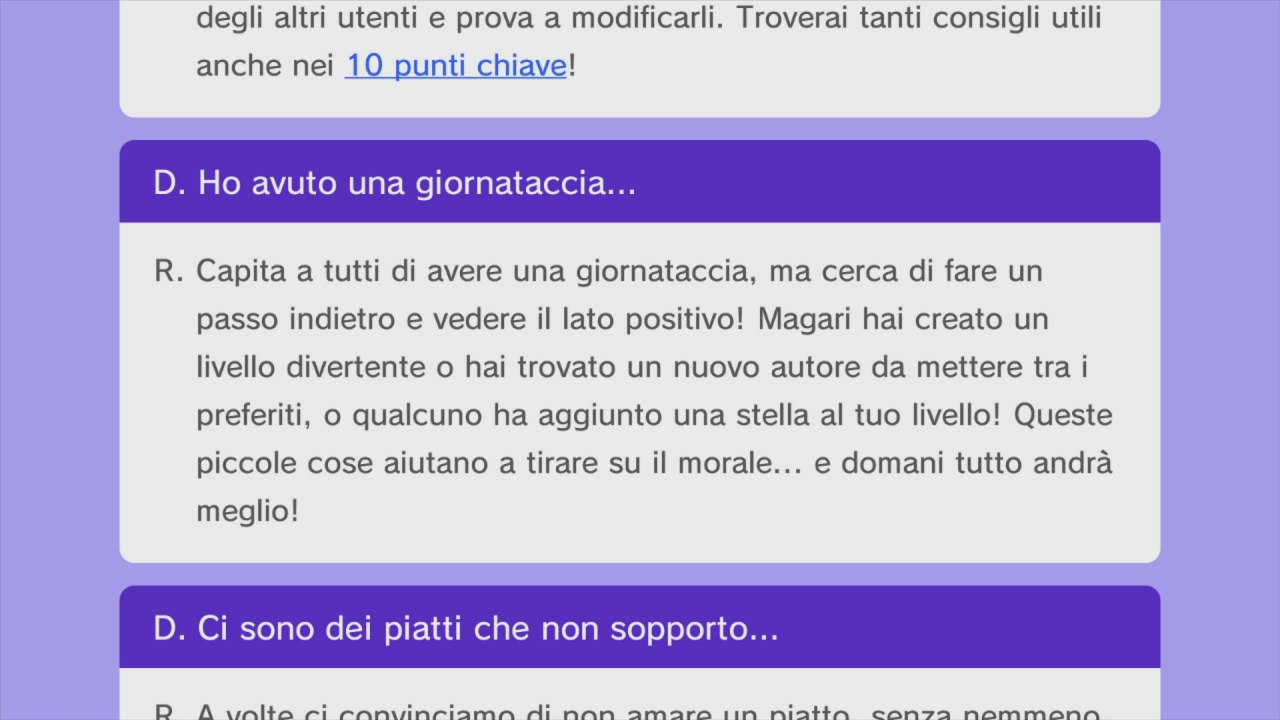 degli altri utenti e prova a modificarli. Troverai tanti consigli utili
anche nei 10 punti chiave!
D. Ho avuto una giornataccia...
R. Capita a tutti di avere una giornataccia, ma cerca di fare un
passo indietro e vedere il lato positivo! Magari hai creato un
livello divertente o hai trovato un nuovo autore da mettere tra i
preferiti, o qualcuno ha aggiunto una stella al tuo livello! Queste
piccole cose aiutano a tirare su il morale... e domani tutto andrà
meglio!
D. Ci sono dei piatti che non sopporto...
R. A volte ci convinciamo di non amare un piatto, senza nemmeno